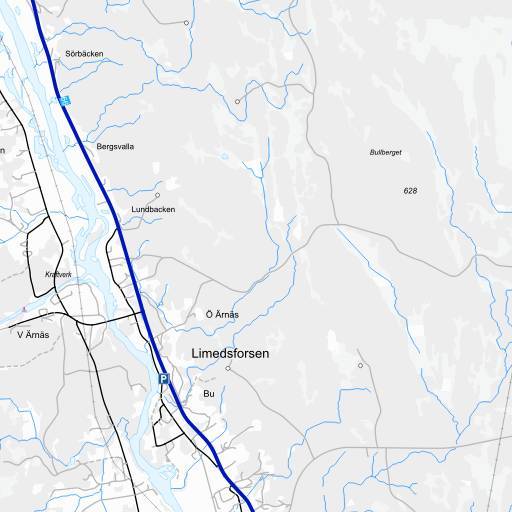 Sörbäcken
Bergsvalla
n
Bullberget
628
Lundbacken
Kraftverk
Ö Ärnäs
V Ärnäs
Limedsforsen
P
Bu